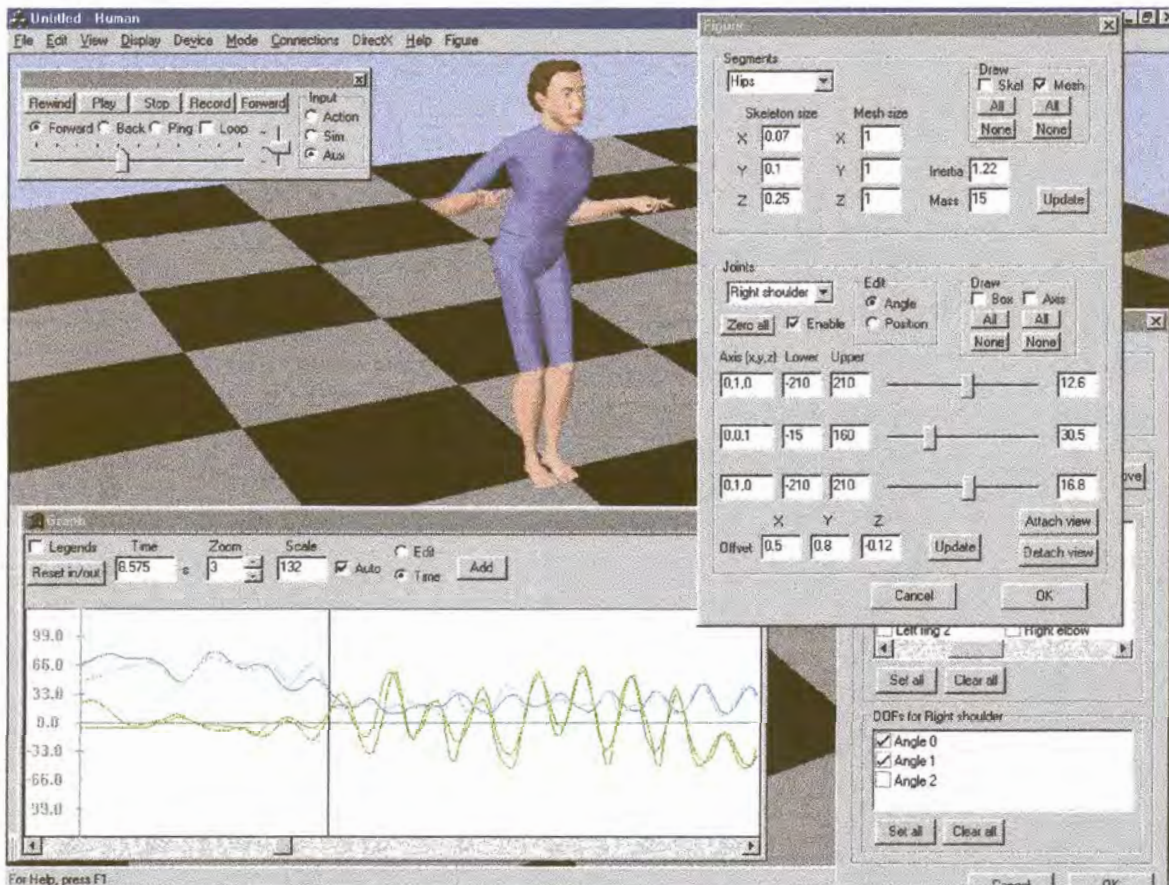 Untitled - Human
File Edit View Display Device Mode Connections DirectX Help Figure
Rewind Play Stop Record Forward
Forward Back Ping Loop
Input
Action
Sim
Aux
Figure
Segments
Hips
Draw
Skel Mesh
All All
None None
Skeleton size Mesh size
X 0.07 X 1
Y 0.1 Y 1 Inertia 1.22
Z 0.25 Z 1 Mass 15 Update
Joints
Right shoulder
Zero all Enable
Edit
Angle
Position
Draw
Box Axis
All All
None None
Axis (x,y,z) Lower Upper
0,1,0 -210 210 12.6
0,0,1 -15 160 30.5
0,1,0 -210 210 16.8
X Y Z
Offset 0.5 0.8 -0.12 Update
Attach view
Detach view
Cancel OK
Graph
Legends Time Zoom Scale
Reset in/out 6.575 s 3 132 Auto
Edit
Time
Add
99.0
66.0
33.0
0.0
-33.0
-66.0
Left ring 2 Right elbow
Set all Clear all
DOFs for Right shoulder
Angle 0
Angle 1
Angle 2
Set all Clear all
Cancel OK
For Help, press F1